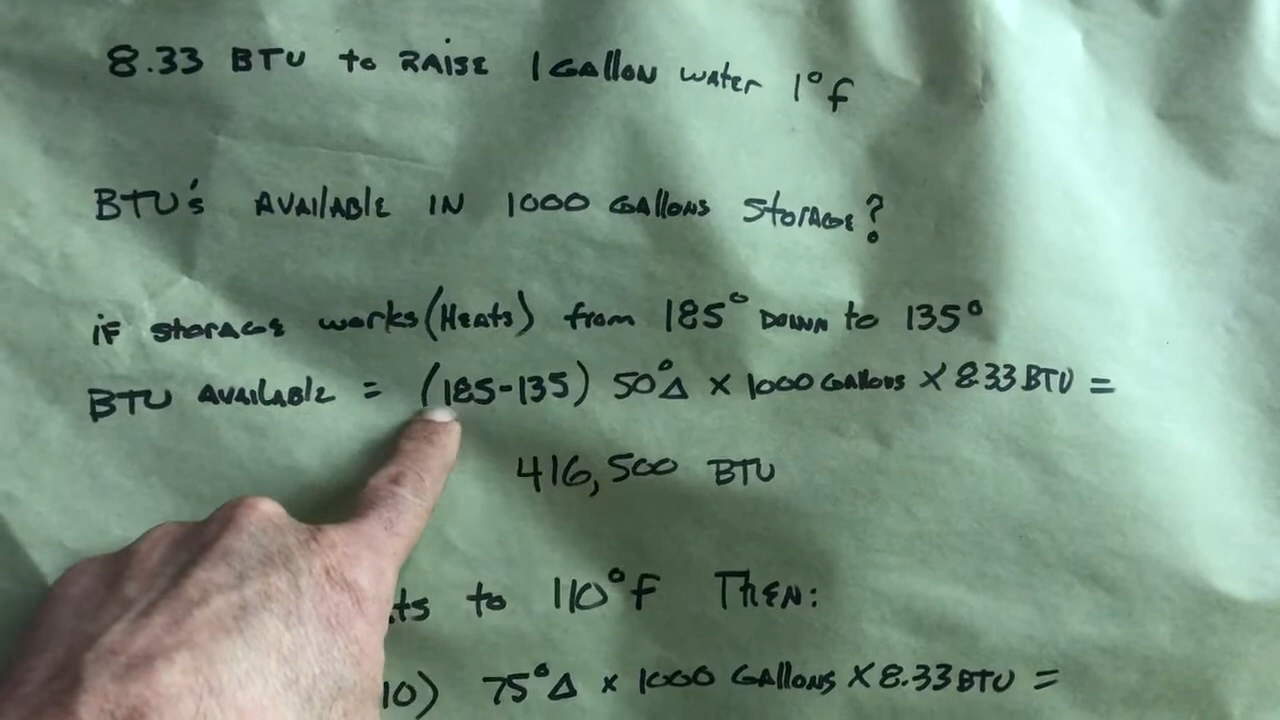 8.33 BTU to RAISE 1 GALLON WATER 1°F
BTU's AVAILABLE IN 1000 GALLONS STORAGE?
if STORAGE WORKS (HEATS) from 185° DOWN to 135°
BTU AVAILABLE = (185-135) 50°Δ X 1000 GALLONS X 8.33 BTU =
416,500 BTU
ts to 110°F THEN:
10) 75°Δ x 1000 GALLONS X 8.33 BTU =